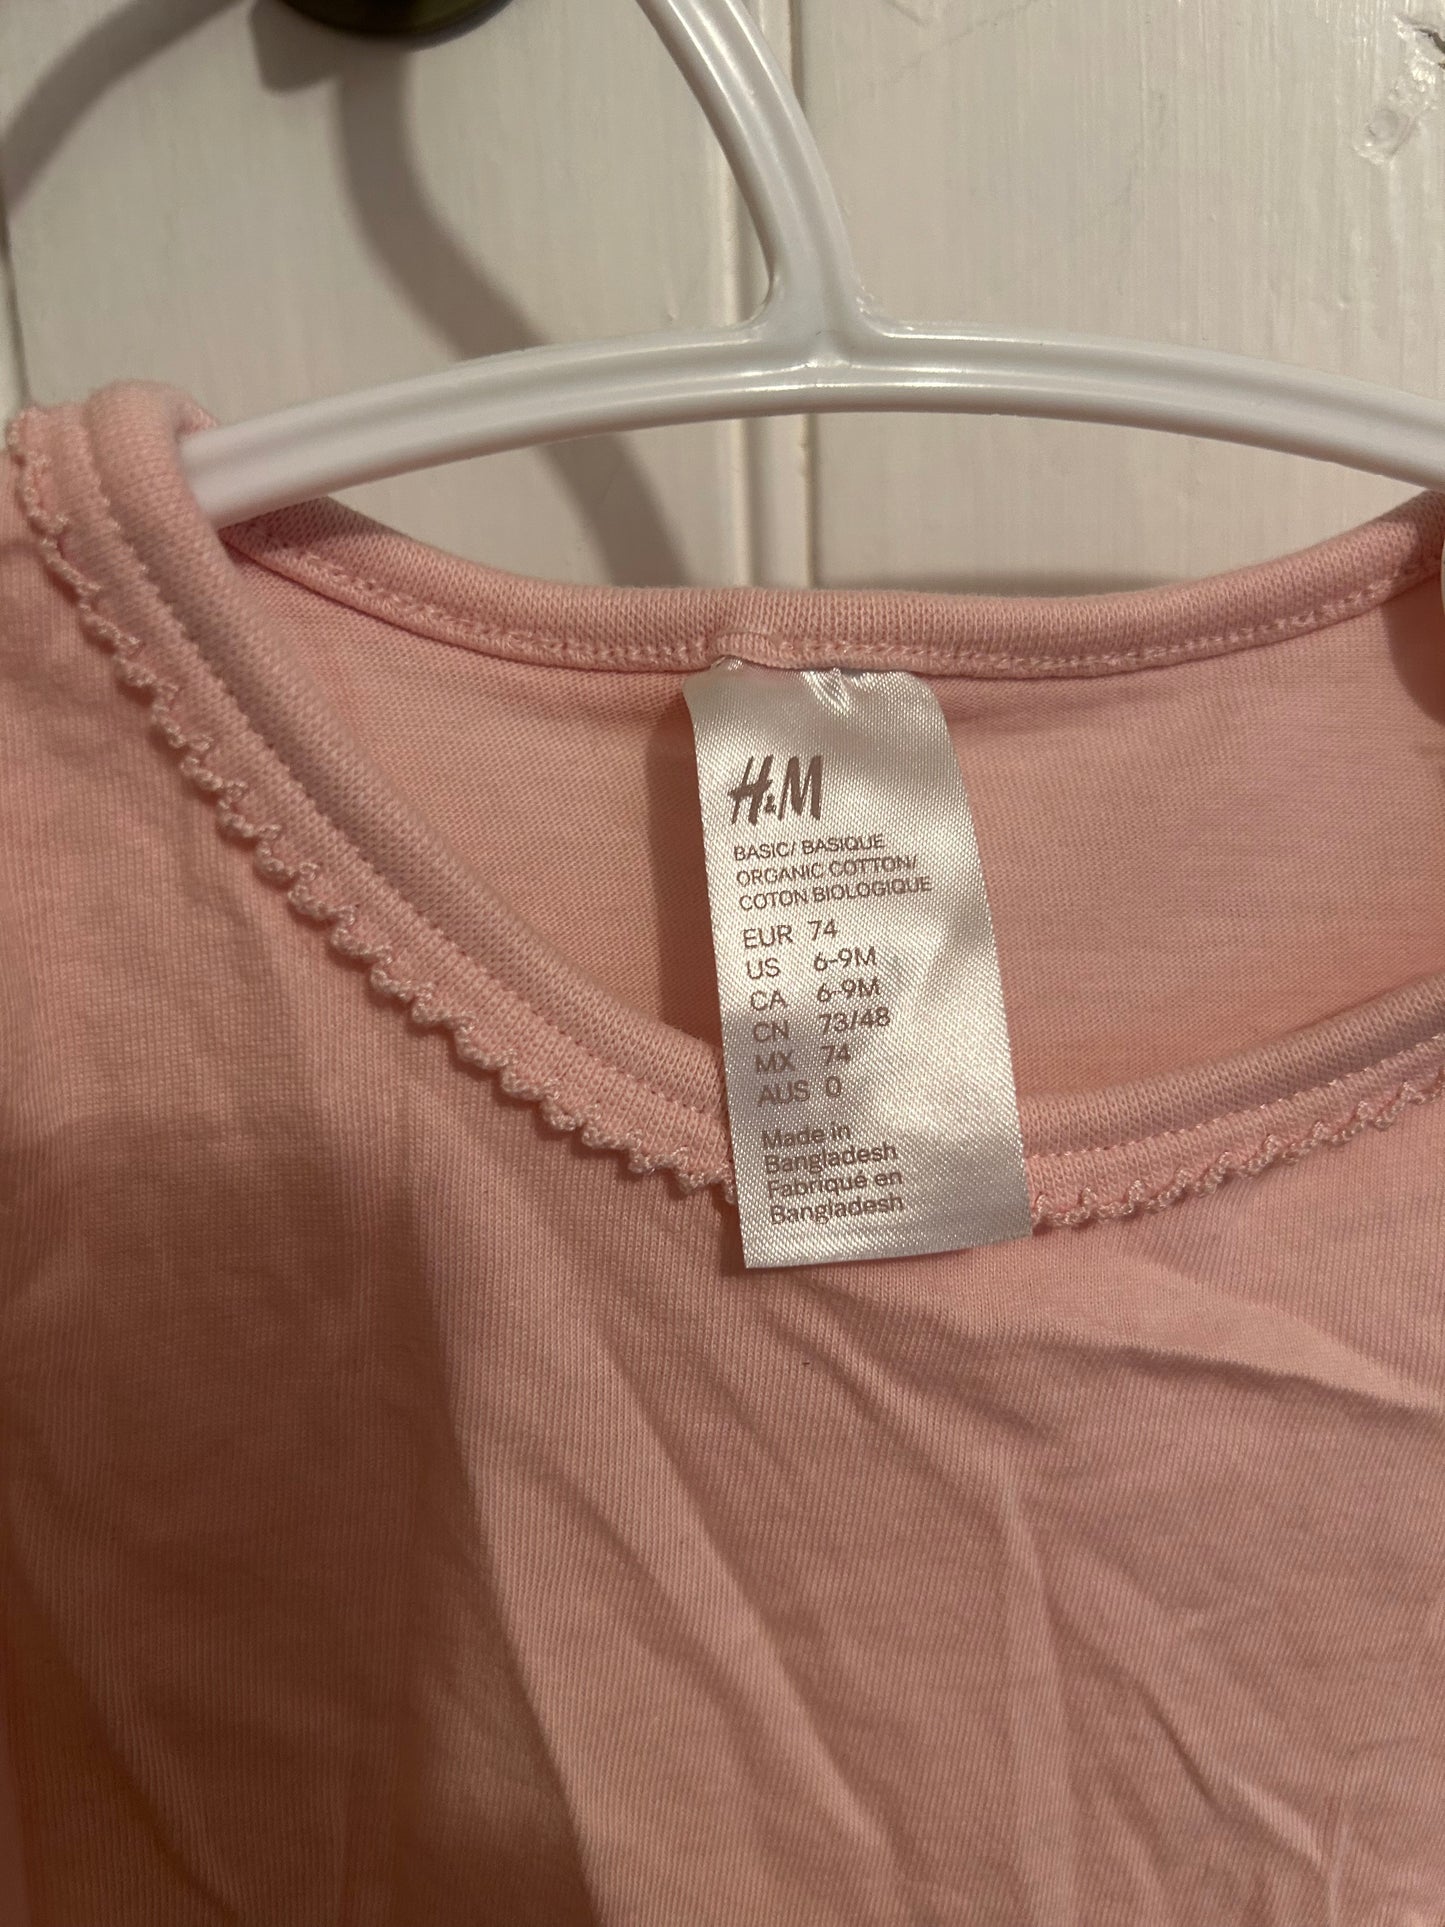 H&M
BASIC/ BASIQUE
ORGANIC COTTON/
COTON BIOLOGIQUE
EUR 74
US 6-9M
CA 6-9M
CN 73/48
MX 74
AUS 0
Made in
Bangladesh
Fabriqué en
Bangladesh